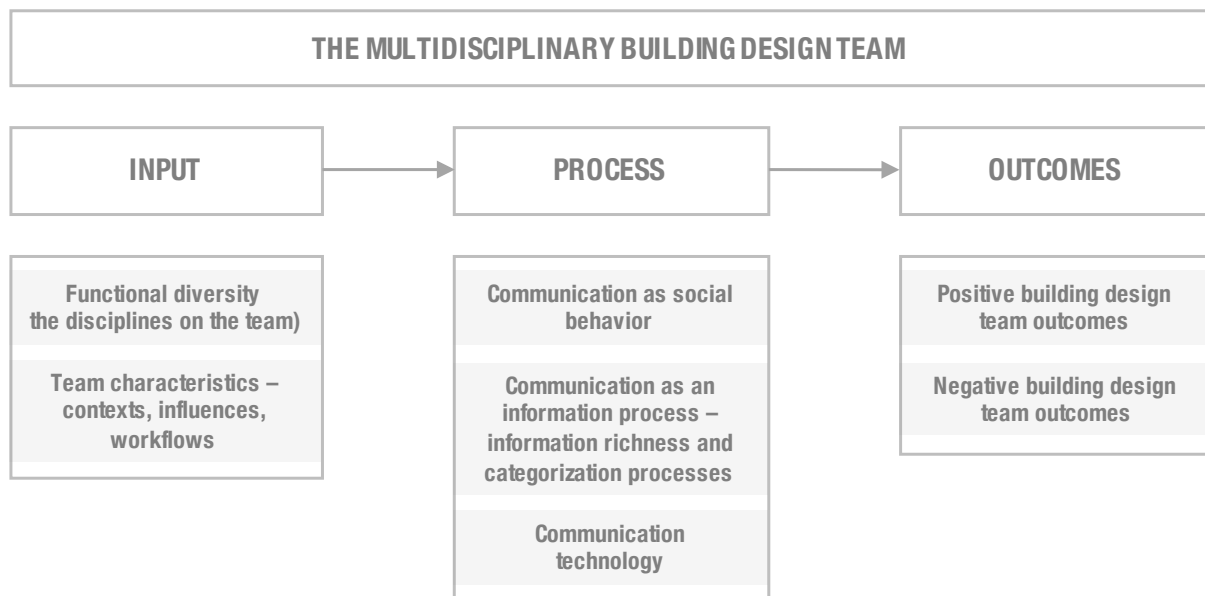 THE MULTIDISCIPLINARY BUILDING DESIGN TEAM
INPUT
PROCESS
OUTCOMES
Functional diversity
the disciplines on the team)
Team characteristics –
contexts, influences,
workflows
Communication as social
behavior
Communication as an
information process –
information richness and
categorization processes
Communication
technology
Positive building design
team outcomes
Negative building design
team outcomes